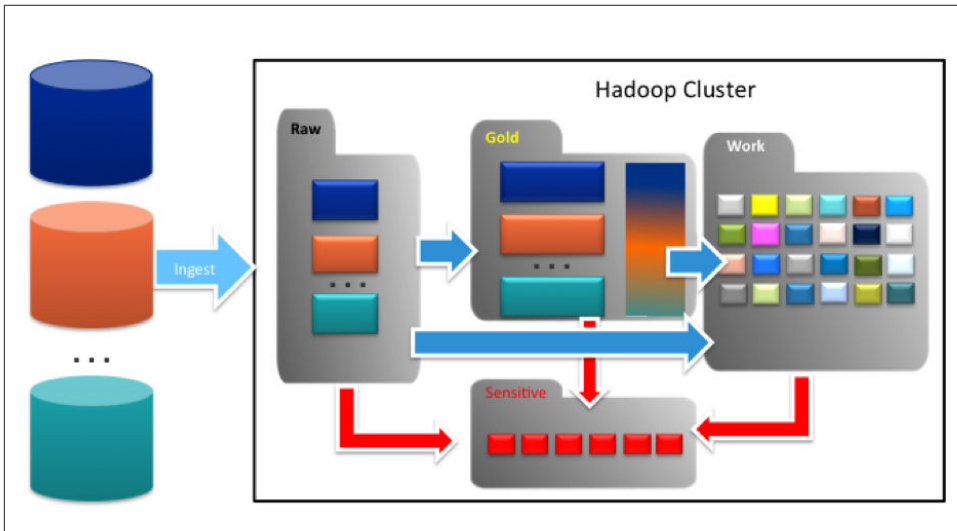 Hadoop Cluster
Raw
Gold
Work
Ingest
...
...
...
Sensitive